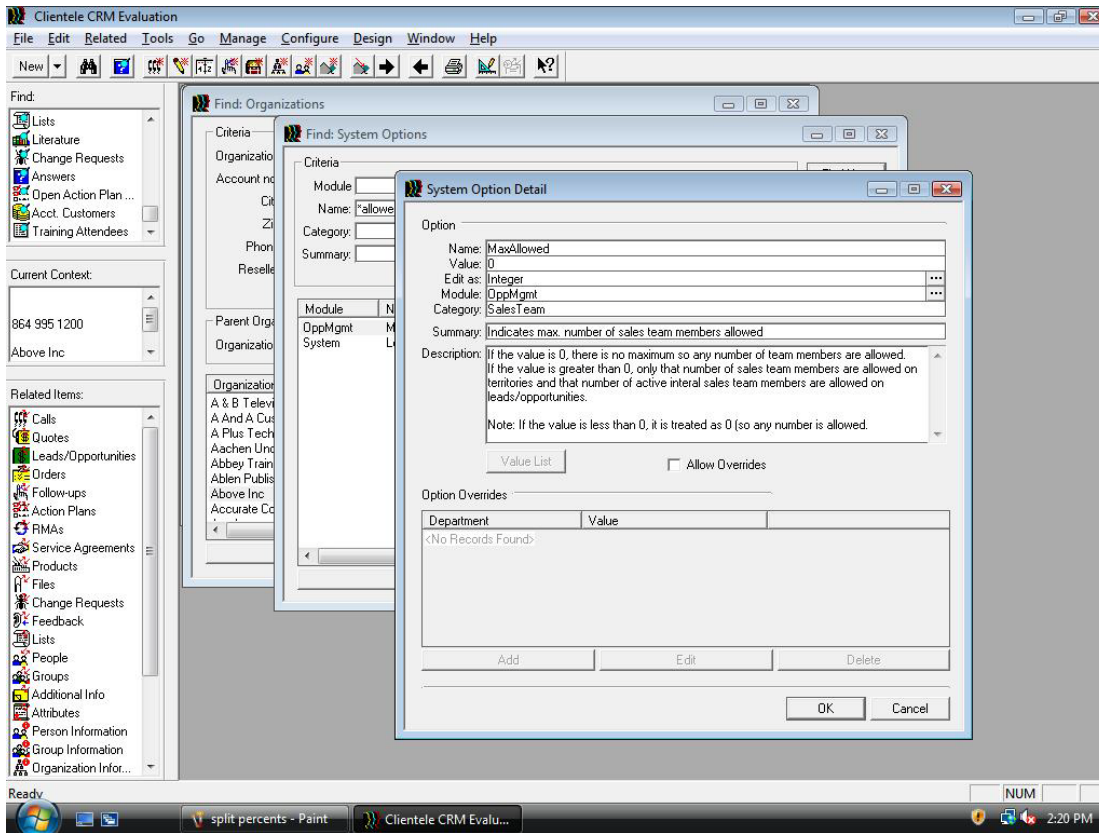 Clientele CRM Evaluation
File Edit Related Tools Go Manage Configure Design Window Help
New
Find:
Lists
Literature
Change Requests
Answers
Open Action Plan ...
Acct. Customers
Training Attendees
Current Context:
864 995 1200
Above Inc
Related Items:
Calls
Quotes
Leads/Opportunities
Orders
Follow-ups
Action Plans
RMAs
Service Agreements
Products
Files
Change Requests
Feedback
Lists
People
Groups
Additional Info
Attributes
Person Information
Group Information
Organization Infor...
Find: Organizations
Criteria
Organizatio
Account no
Cit
Zi
Phon
Reselle
Parent Orga
Organizatio
Organization
A & B Televi
A And A Cus
A Plus Tech
Aachen Und
Abbey Train
Ablen Publis
Above Inc
Accurate Co
Find: System Options
Criteria
Module
Name: *allowe
Category:
Summary:
Module N
OppMgmt M
System L
System Option Detail
Option
Name: MaxAllowed
Value: 0
Edit as: Integer ...
Module: OppMgmt ...
Category: SalesTeam
Summary: Indicates max. number of sales team members allowed
Description: If the value is 0, there is no maximum so any number of team members are allowed.
If the value is greater than 0, only that number of sales team members are allowed on
territories and that number of active interal sales team members are allowed on
leads/opportunities.
Note: If the value is less than 0, it is treated as 0 (so any number is allowed.
Value List Allow Overrides
Option Overrides
Department Value
<No Records Found>
Add Edit Delete
OK Cancel
Ready NUM
split percents - Paint Clientele CRM Evalu... 2:20 PM